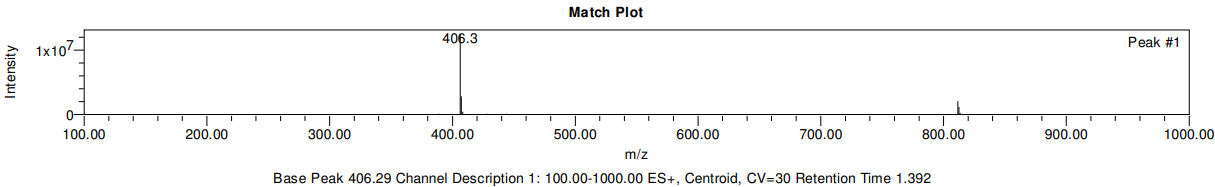 Match Plot
Intensity
1x10⁷
0
406.3
Peak #1
100.00 200.00 300.00 400.00 500.00 600.00 700.00 800.00 900.00 1000.00
m/z
Base Peak 406.29 Channel Description 1: 100.00-1000.00 ES+, Centroid, CV=30 Retention Time 1.392